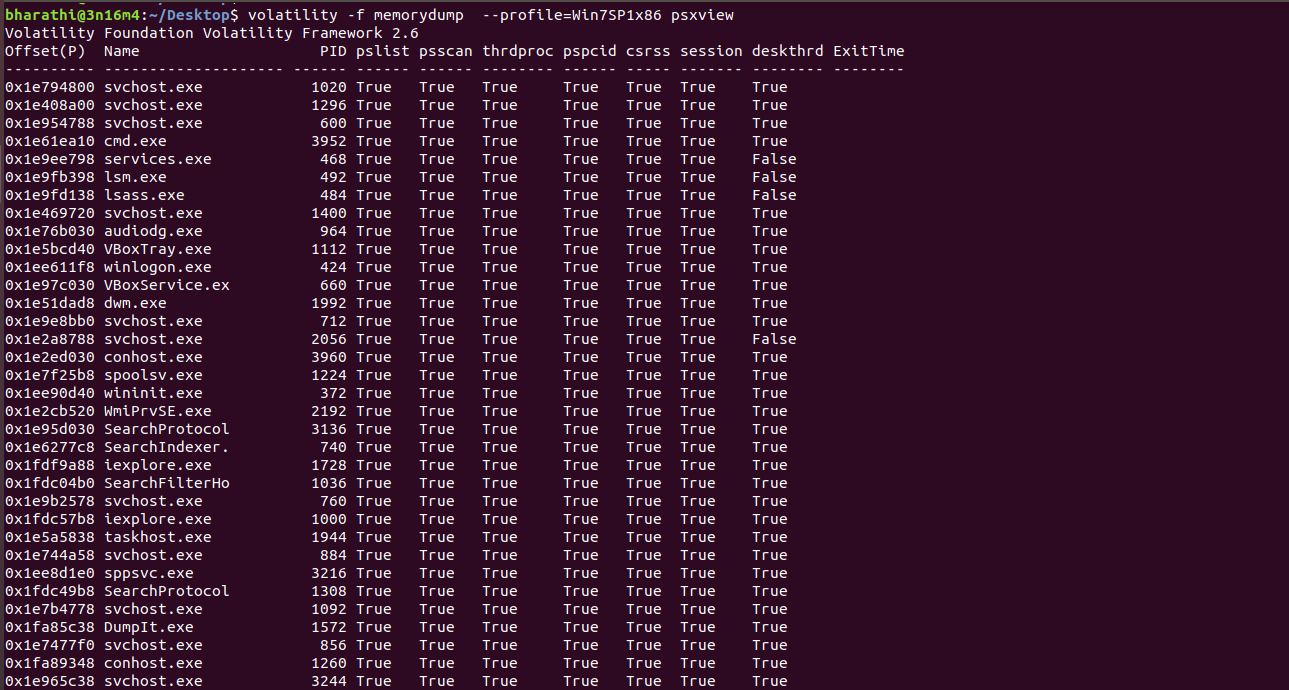 bharathi@3n16m4:~/Desktop$ volatility -f memorydump  --profile=Win7SP1x86 psxview
Volatility Foundation Volatility Framework 2.6
Offset(P)  Name                    PID pslist psscan thrdproc pspcid csrss session deskthrd ExitTime
---------- -------------------- ------ ------ ------ -------- ------ ----- ------- -------- --------
0x1e794800 svchost.exe            1020 True   True   True     True   True  True    True
0x1e408a00 svchost.exe            1296 True   True   True     True   True  True    True
0x1e954788 svchost.exe             600 True   True   True     True   True  True    True
0x1e61ea10 cmd.exe                3952 True   True   True     True   True  True    True
0x1e9ee798 services.exe            468 True   True   True     True   True  True    False
0x1e9fb398 lsm.exe                 492 True   True   True     True   True  True    False
0x1e9fd138 lsass.exe               484 True   True   True     True   True  True    False
0x1e469720 svchost.exe            1400 True   True   True     True   True  True    True
0x1e76b030 audiodg.exe             964 True   True   True     True   True  True    True
0x1e5bcd40 VBoxTray.exe           1112 True   True   True     True   True  True    True
0x1ee611f8 winlogon.exe            424 True   True   True     True   True  True    True
0x1e97c030 VBoxService.ex          660 True   True   True     True   True  True    True
0x1e51dad8 dwm.exe                1992 True   True   True     True   True  True    True
0x1e9e8bb0 svchost.exe             712 True   True   True     True   True  True    True
0x1e2a8788 svchost.exe            2056 True   True   True     True   True  True    False
0x1e2ed030 conhost.exe            3960 True   True   True     True   True  True    True
0x1e7f25b8 spoolsv.exe            1224 True   True   True     True   True  True    True
0x1ee90d40 wininit.exe             372 True   True   True     True   True  True    True
0x1e2cb520 WmiPrvSE.exe           2192 True   True   True     True   True  True    True
0x1e95d030 SearchProtocol         3136 True   True   True     True   True  True    True
0x1e6277c8 SearchIndexer.          740 True   True   True     True   True  True    True
0x1fdf9a88 iexplore.exe           1728 True   True   True     True   True  True    True
0x1fdc04b0 SearchFilterHo         1036 True   True   True     True   True  True    True
0x1e9b2578 svchost.exe             760 True   True   True     True   True  True    True
0x1fdc57b8 iexplore.exe           1000 True   True   True     True   True  True    True
0x1e5a5838 taskhost.exe           1944 True   True   True     True   True  True    True
0x1e744a58 svchost.exe             884 True   True   True     True   True  True    True
0x1ee8d1e0 sppsvc.exe             3216 True   True   True     True   True  True    True
0x1fdc49b8 SearchProtocol         1308 True   True   True     True   True  True    True
0x1e7b4778 svchost.exe            1092 True   True   True     True   True  True    True
0x1fa85c38 DumpIt.exe             1572 True   True   True     True   True  True    True
0x1e7477f0 svchost.exe             856 True   True   True     True   True  True    True
0x1fa89348 conhost.exe            1260 True   True   True     True   True  True    True
0x1e965c38 svchost.exe            3244 True   True   True     True   True  True    True